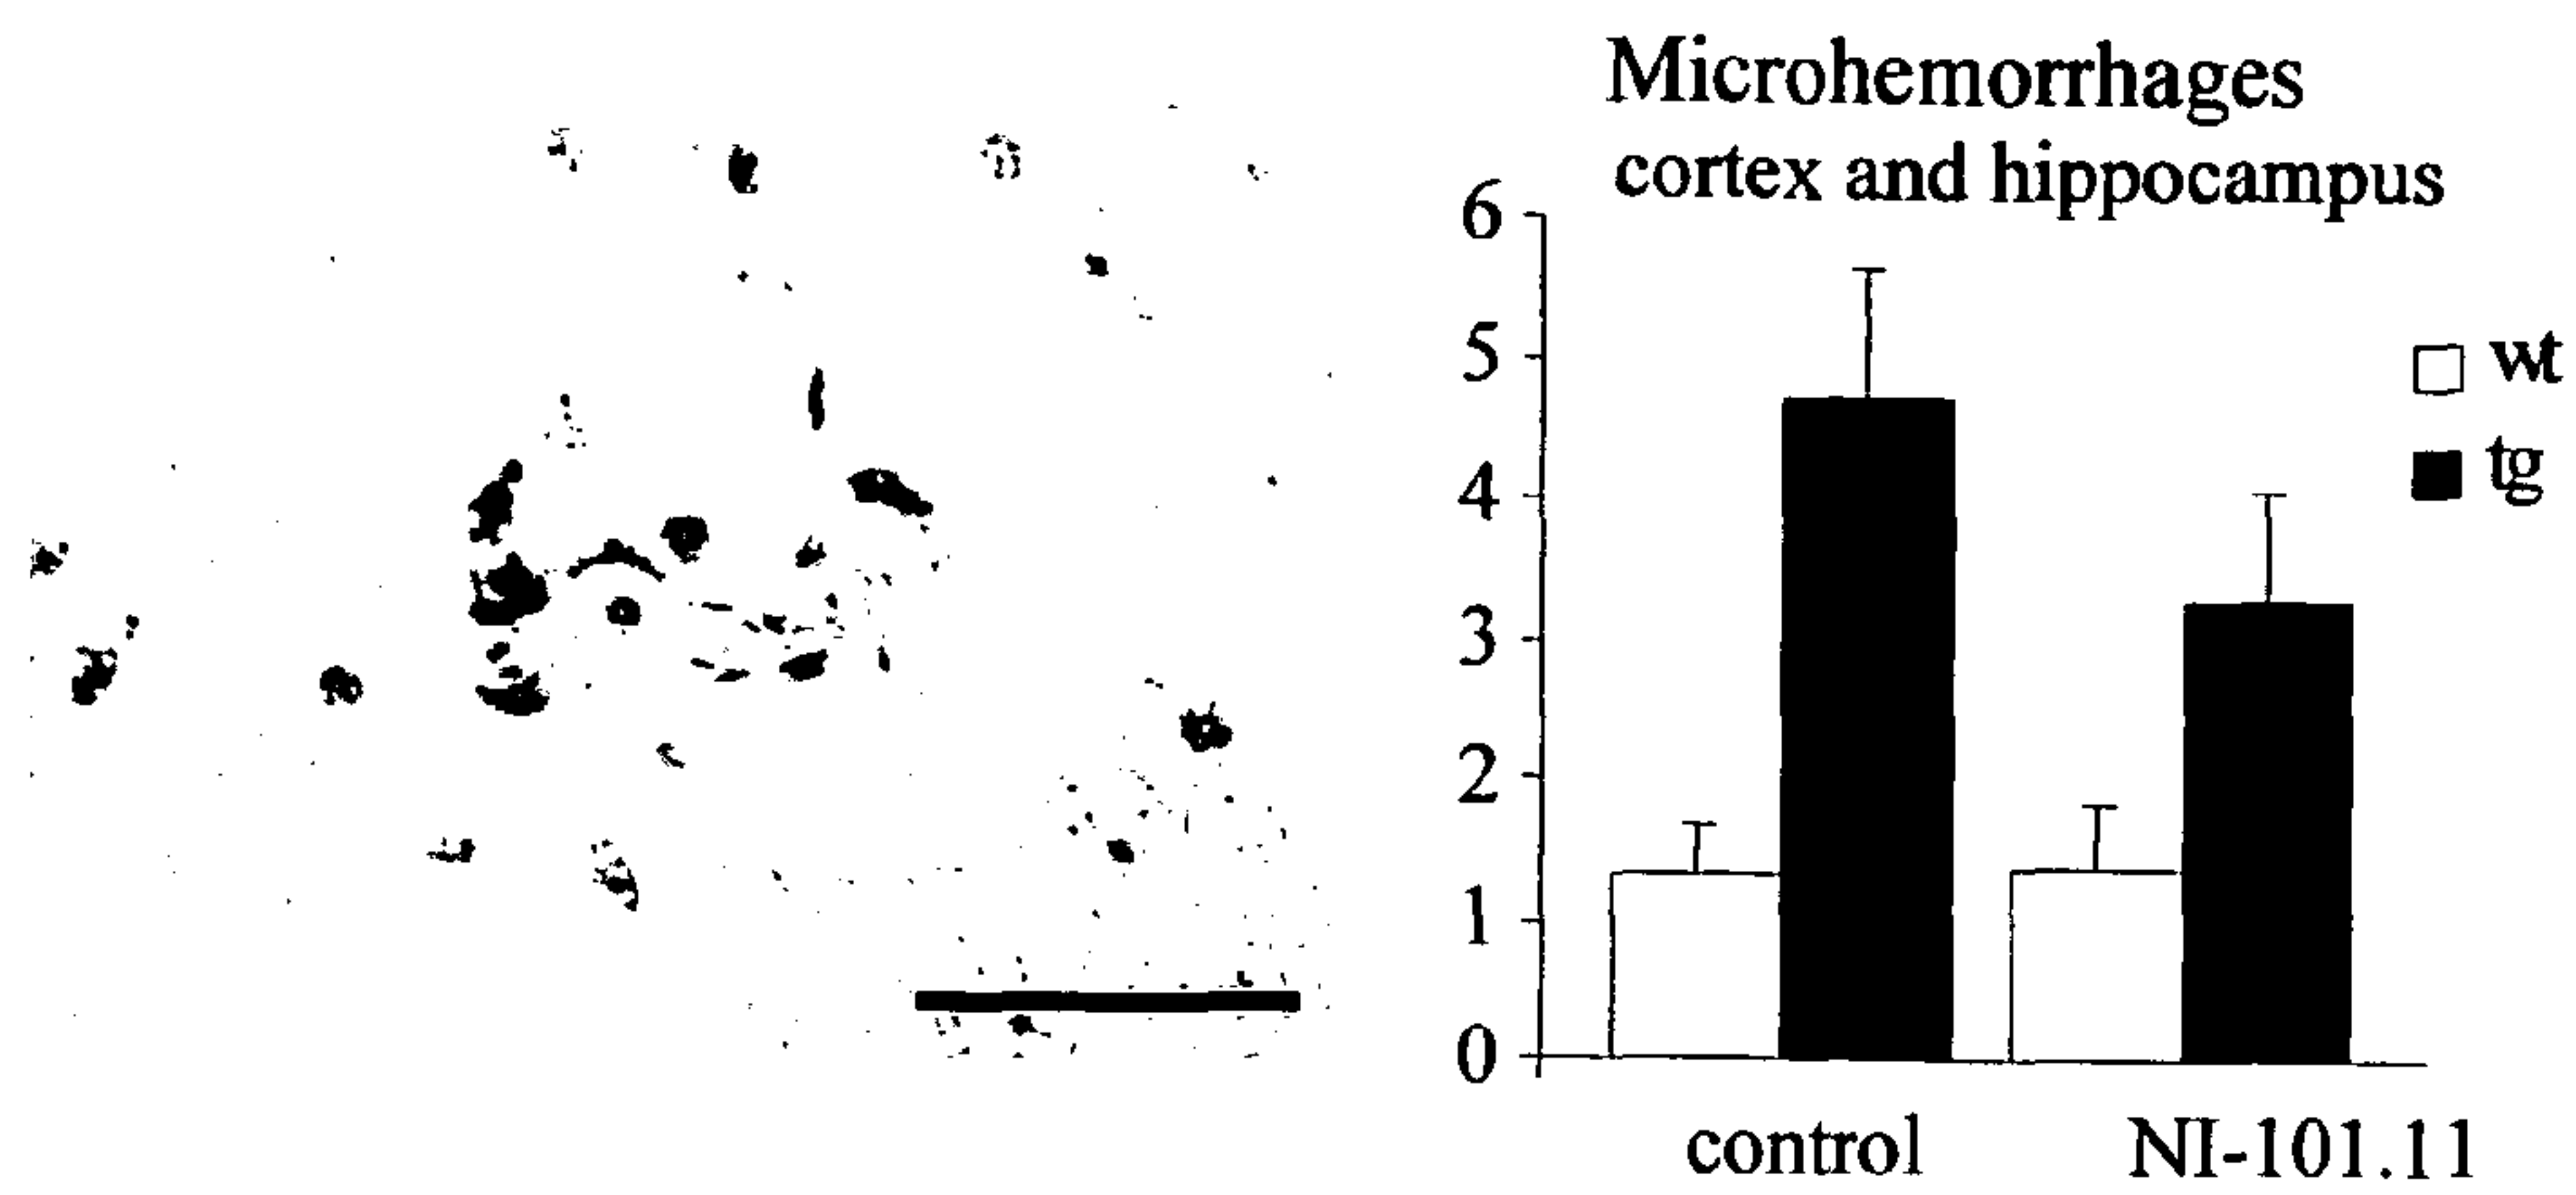 Microhemorrhages
cortex and hippocampus
6
5
4
3
2
1
0
wt
tg
control
NI-101.11